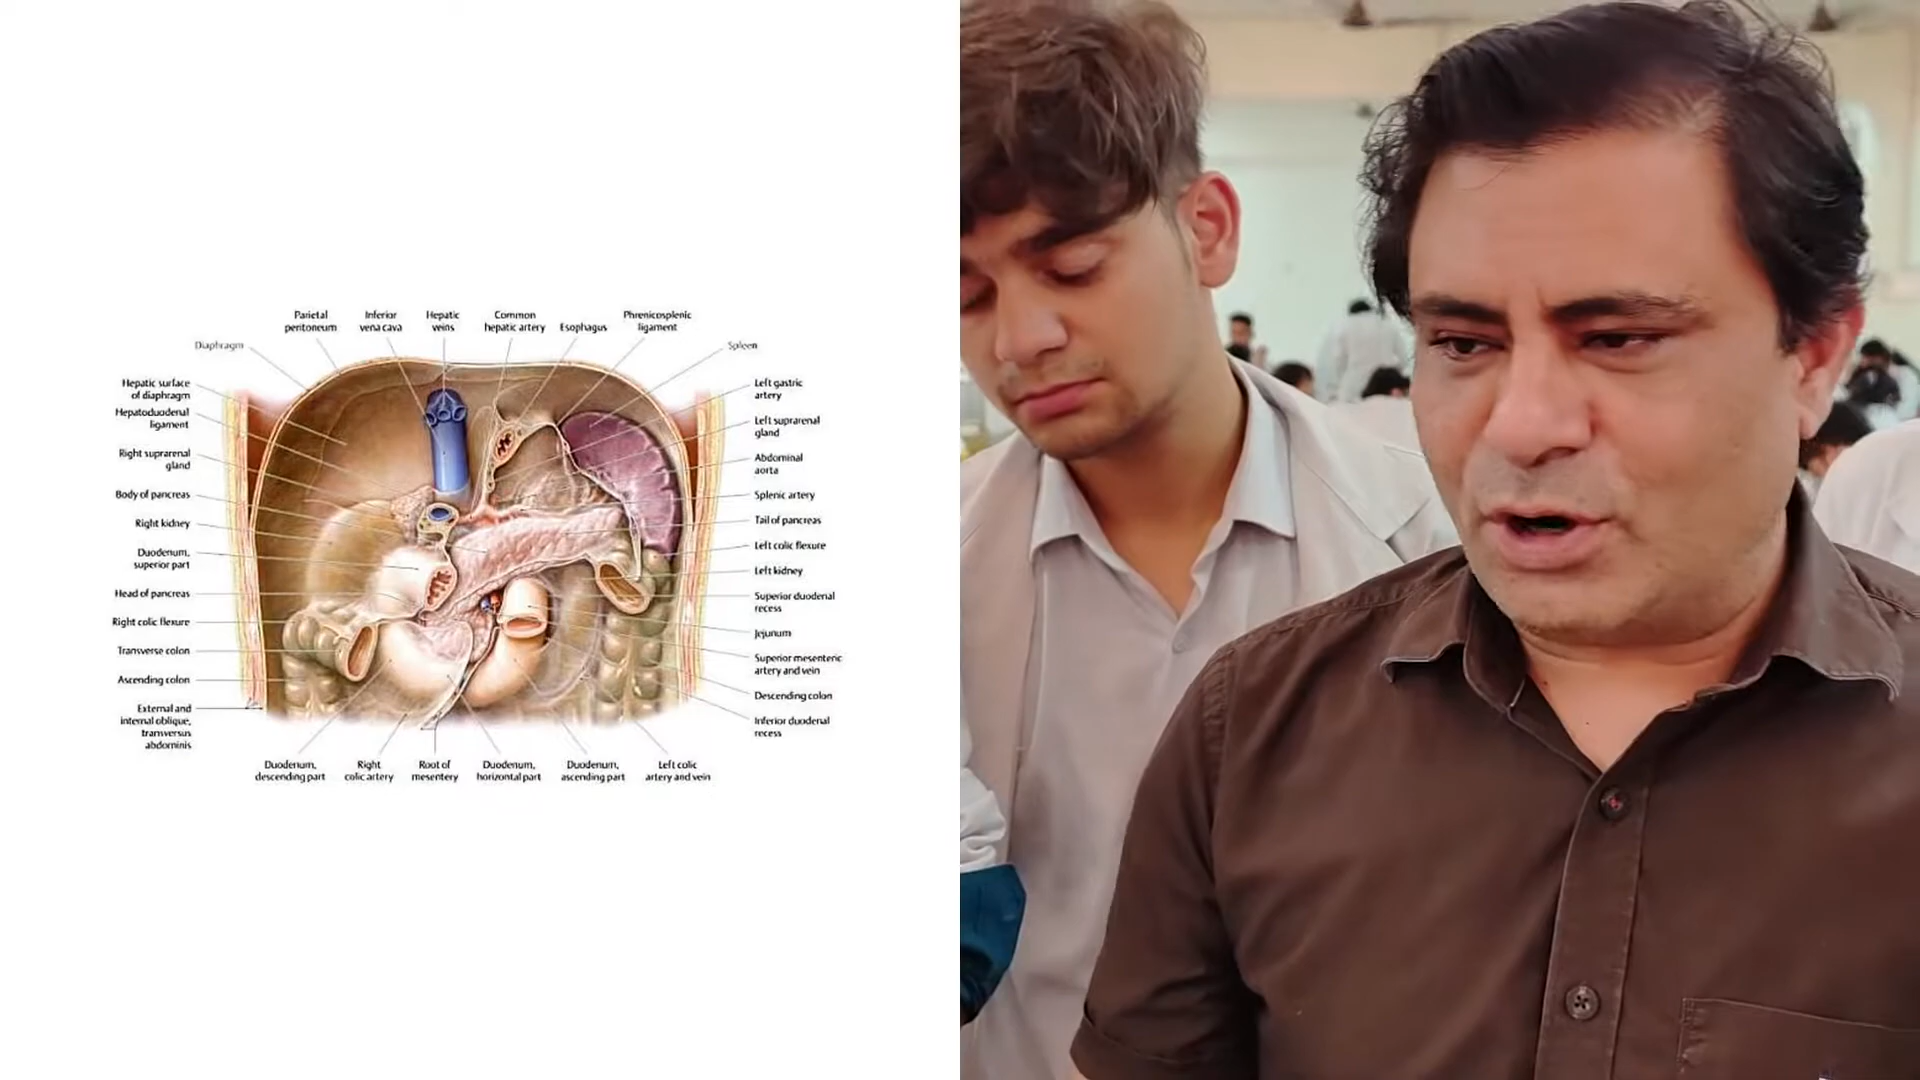 Parietal
peritoneum
Inferior
vena cava
Hepatic
veins
Common
hepatic artery
Esophagus
Phrenicosplenic
ligament
Diaphragm
Hepatic surface
of diaphragm
Hepatoduodenal
ligament
Right suprarenal
gland
Body of pancreas
Right kidney
Duodenum,
superior part
Head of pancreas
Right colic flexure
Transverse colon
Ascending colon
External and
internal oblique,
transversus
abdominis
Spleen
Left gastric
artery
Left suprarenal
gland
Abdominal
aorta
Splenic artery
Tail of pancreas
Left colic flexure
Left kidney
Superior duodenal
recess
Jejunum
Superior mesenteric
artery and vein
Descending colon
Inferior duodenal
recess
Duodenum,
descending part
Right
colic artery
Root of
mesentery
Duodenum,
horizontal part
Duodenum,
ascending part
Left colic
artery and vein